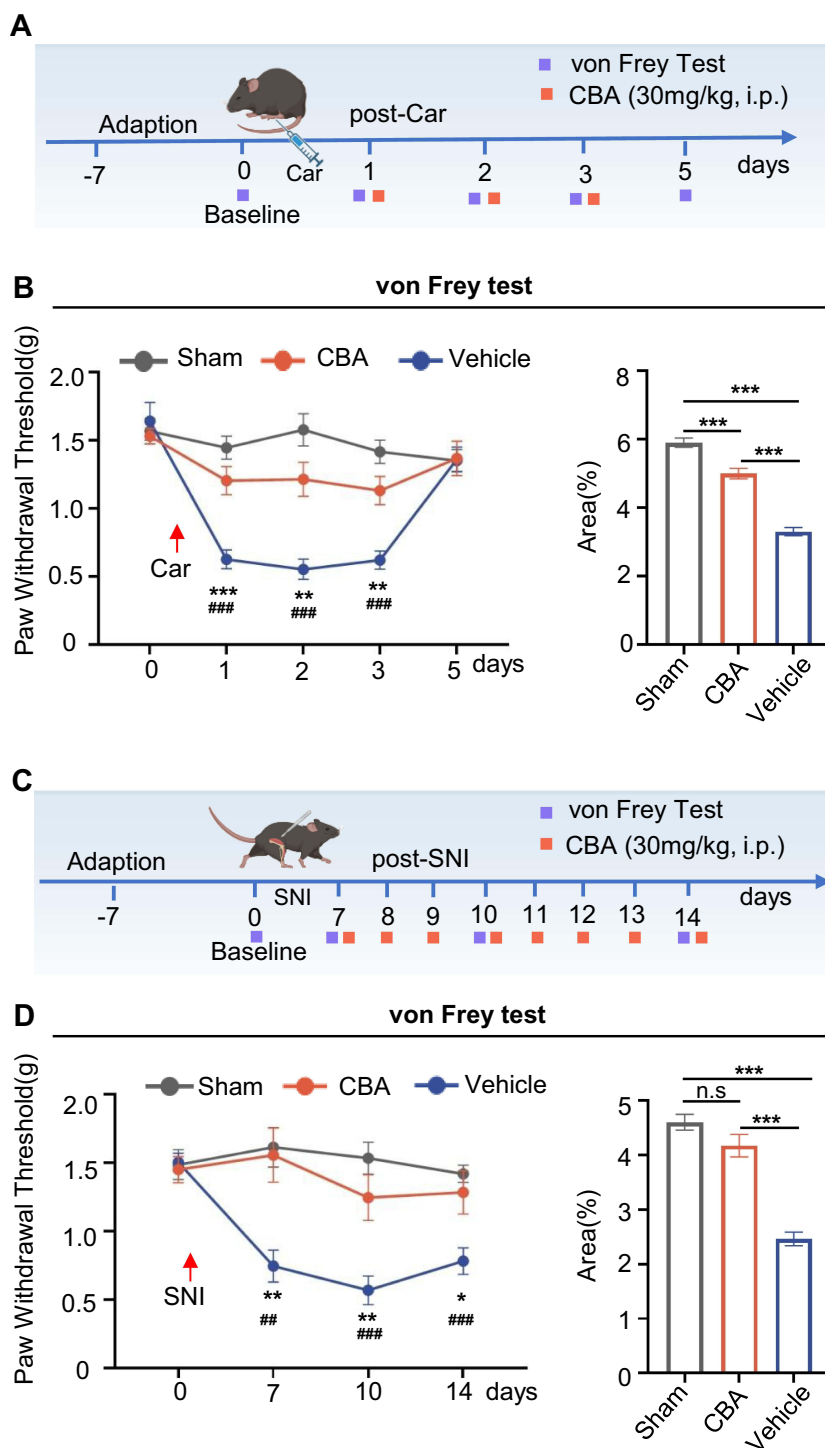 A
von Frey Test
CBA (30mg/kg, i.p.)
Adaption
post-Car
Car
-7
0
1
2
3
5
days
Baseline
B
von Frey test
Sham
CBA
Vehicle
Paw Withdrawal Threshold(g)
2.0
1.5
1.0
0.5
0
Car
***
###
**
###
**
###
0
1
2
3
5
days
Area(%)
8
6
4
2
0
***
***
***
Sham
CBA
Vehicle
C
von Frey Test
CBA (30mg/kg, i.p.)
Adaption
post-SNI
SNI
days
-7
0
7
8
9
10
11
12
13
14
Baseline
D
von Frey test
Sham
CBA
Vehicle
Paw Withdrawal Threshold(g)
2.0
1.5
1.0
0.5
0
SNI
**
##
**
###
*
###
0
7
10
14
days
Area(%)
5
4
3
2
1
0
***
n.s
***
Sham
CBA
Vehicle